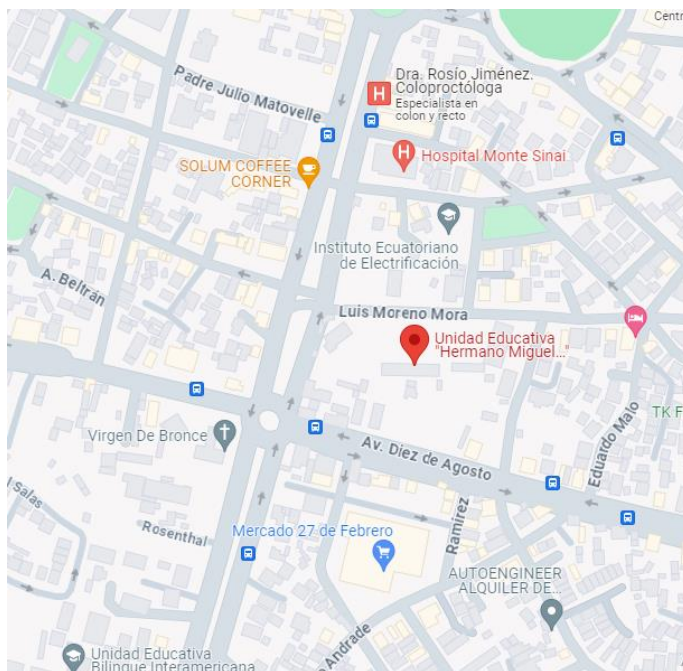 Centr
Padre Julio Matovelle
Dra. Rosío Jiménez.
Coloproctóloga
Especialista en
colon y recto
Hospital Monte Sinai
SOLUM COFFEE
CORNER
Instituto Ecuatoriano
de Electrificación
A. Beltrán
Luis Moreno Mora
Unidad Educativa
"Hermano Miguel..."
TK F
Eduardo Malo
Virgen De Bronce
Av. Diez de Agosto
l Salas
Rosenthal
Mercado 27 de Febrero
Ramirez
AUTOENGINEER
ALQUILER DE...
Andrade
Unidad Educativa
Bilingue Interamericana